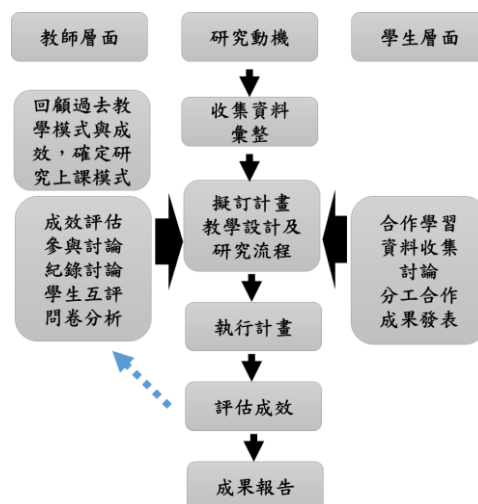 教師層面
研究動機
學生層面
回顧過去教
學模式與成
效，確定研
究上課模式
收集資料
彙整
成效評估
參與討論
紀錄討論
學生互評
問卷分析
擬訂計畫
教學設計及
研究流程
合作學習
資料收集
討論
分工合作
成果發表
執行計畫
評估成效
成果報告